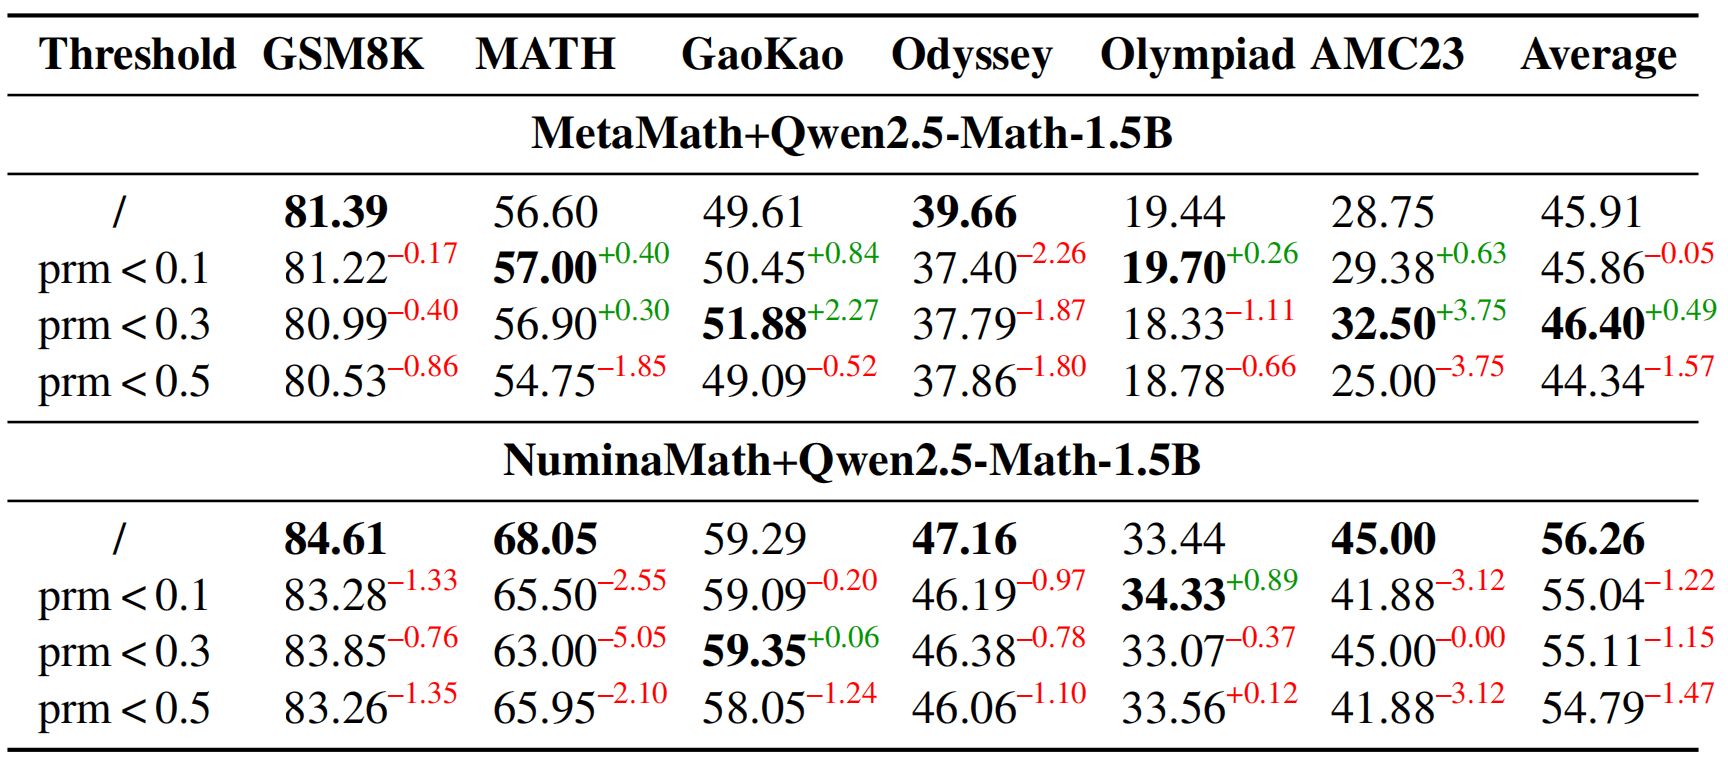 Threshold GSM8K MATH GaoKao Odyssey Olympiad AMC23 Average
MetaMath+Qwen2.5-Math-1.5B
/ 81.39 56.60 49.61 39.66 19.44 28.75 45.91
prm < 0.1 81.22−0.17 57.00+0.40 50.45+0.84 37.40−2.26 19.70+0.26 29.38+0.63 45.86−0.05
prm < 0.3 80.99−0.40 56.90+0.30 51.88+2.27 37.79−1.87 18.33−1.11 32.50+3.75 46.40+0.49
prm < 0.5 80.53−0.86 54.75−1.85 49.09−0.52 37.86−1.80 18.78−0.66 25.00−3.75 44.34−1.57
NuminaMath+Qwen2.5-Math-1.5B
/ 84.61 68.05 59.29 47.16 33.44 45.00 56.26
prm < 0.1 83.28−1.33 65.50−2.55 59.09−0.20 46.19−0.97 34.33+0.89 41.88−3.12 55.04−1.22
prm < 0.3 83.85−0.76 63.00−5.05 59.35+0.06 46.38−0.78 33.07−0.37 45.00−0.00 55.11−1.15
prm < 0.5 83.26−1.35 65.95−2.10 58.05−1.24 46.06−1.10 33.56+0.12 41.88−3.12 54.79−1.47